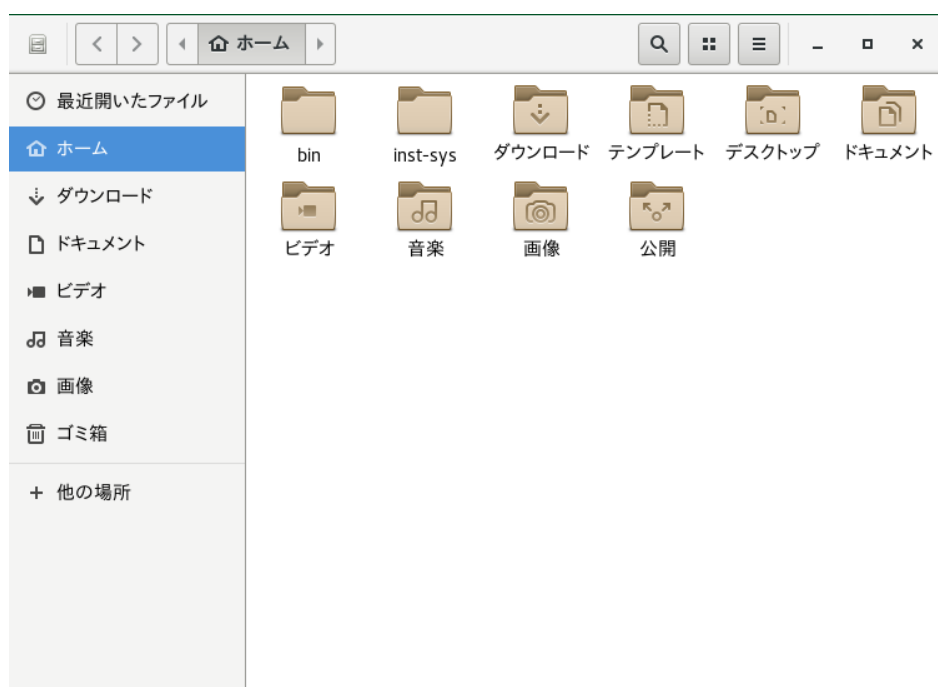 ホーム
最近開いたファイル
ホーム
ダウンロード
ドキュメント
ビデオ
音楽
画像
ゴミ箱
他の場所
bin
inst-sys
ダウンロード
テンプレート
デスクトップ
ドキュメント
ビデオ
音楽
画像
公開